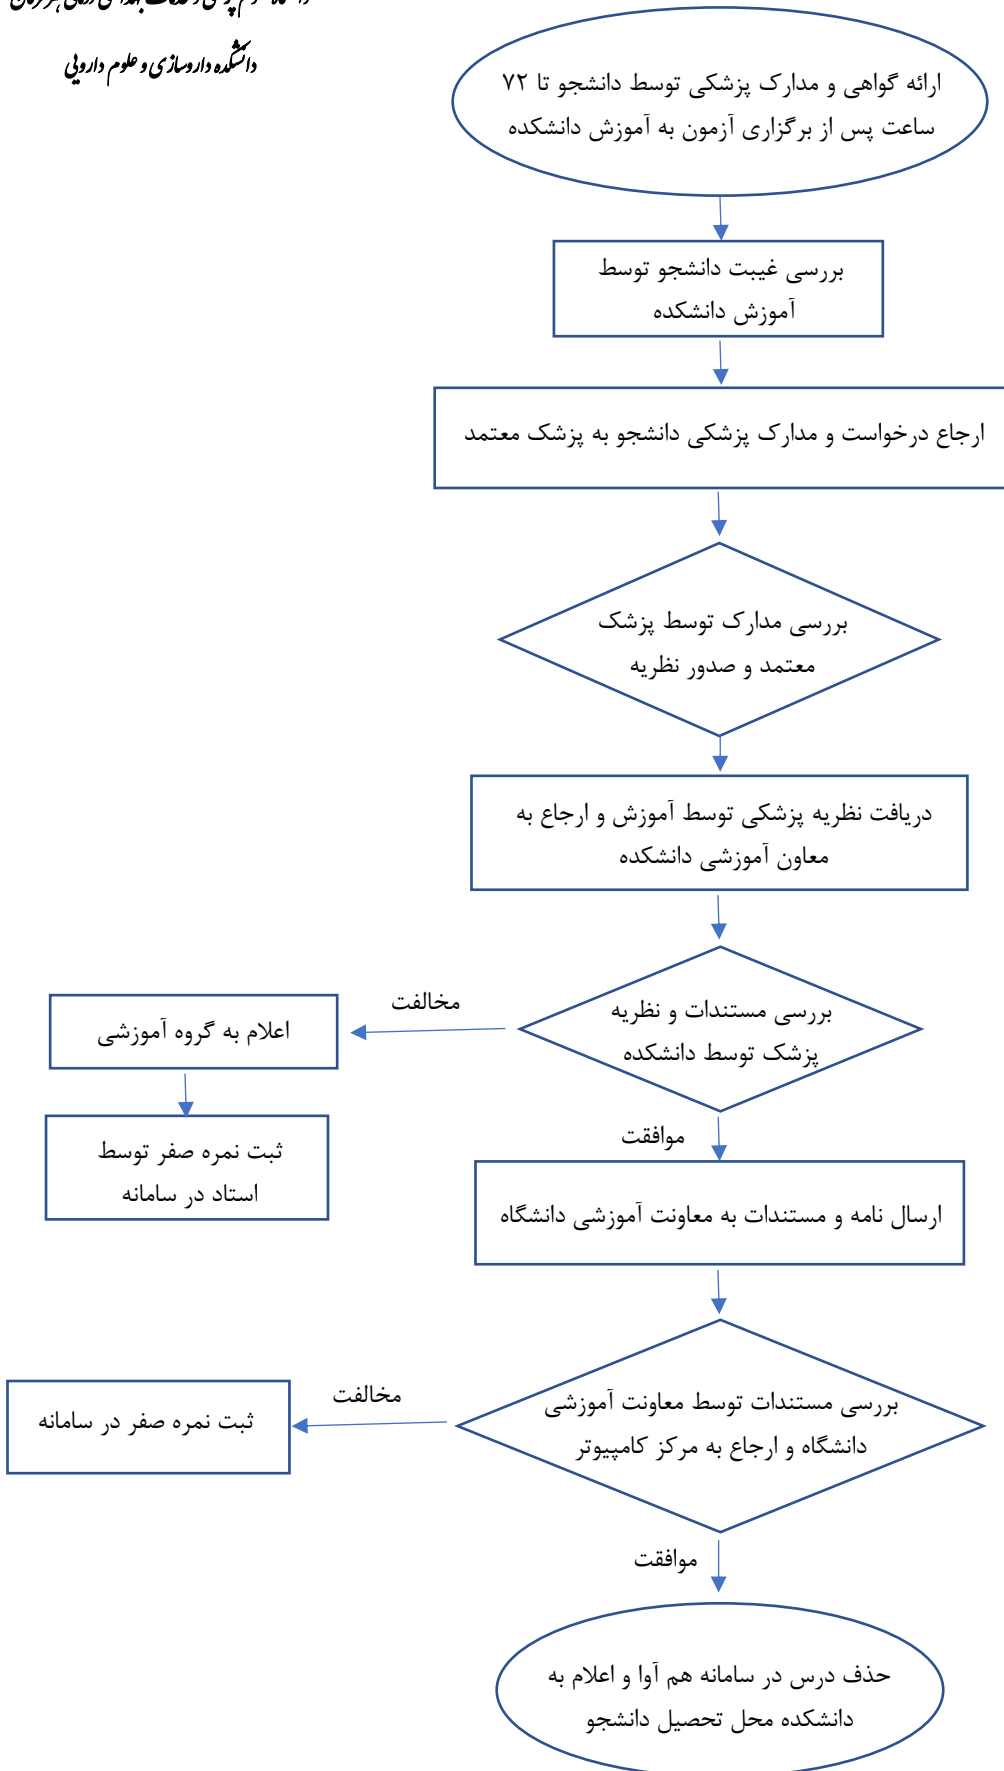 دانشکده داروسازی و علوم دارویی
ارائه گواهی و مدارک پزشکی توسط دانشجو تا ۷۲
ساعت پس از برگزاری آزمون به آموزش دانشکده
بررسی غیبت دانشجو توسط
آموزش دانشکده
ارجاع درخواست و مدارک پزشکی دانشجو به پزشک معتمد
بررسی مدارک توسط پزشک
معتمد و صدور نظریه
دریافت نظریه پزشکی توسط آموزش و ارجاع به
معاون آموزشی دانشکده
بررسی مستندات و نظریه
پزشک توسط دانشکده
مخالفت
اعلام به گروه آموزشی
ثبت نمره صفر توسط
استاد در سامانه
موافقت
ارسال نامه و مستندات به معاونت آموزشی دانشگاه
بررسی مستندات توسط معاونت آموزشی
دانشگاه و ارجاع به مرکز کامپیوتر
مخالفت
ثبت نمره صفر در سامانه
موافقت
حذف درس در سامانه هم آوا و اعلام به
دانشکده محل تحصیل دانشجو